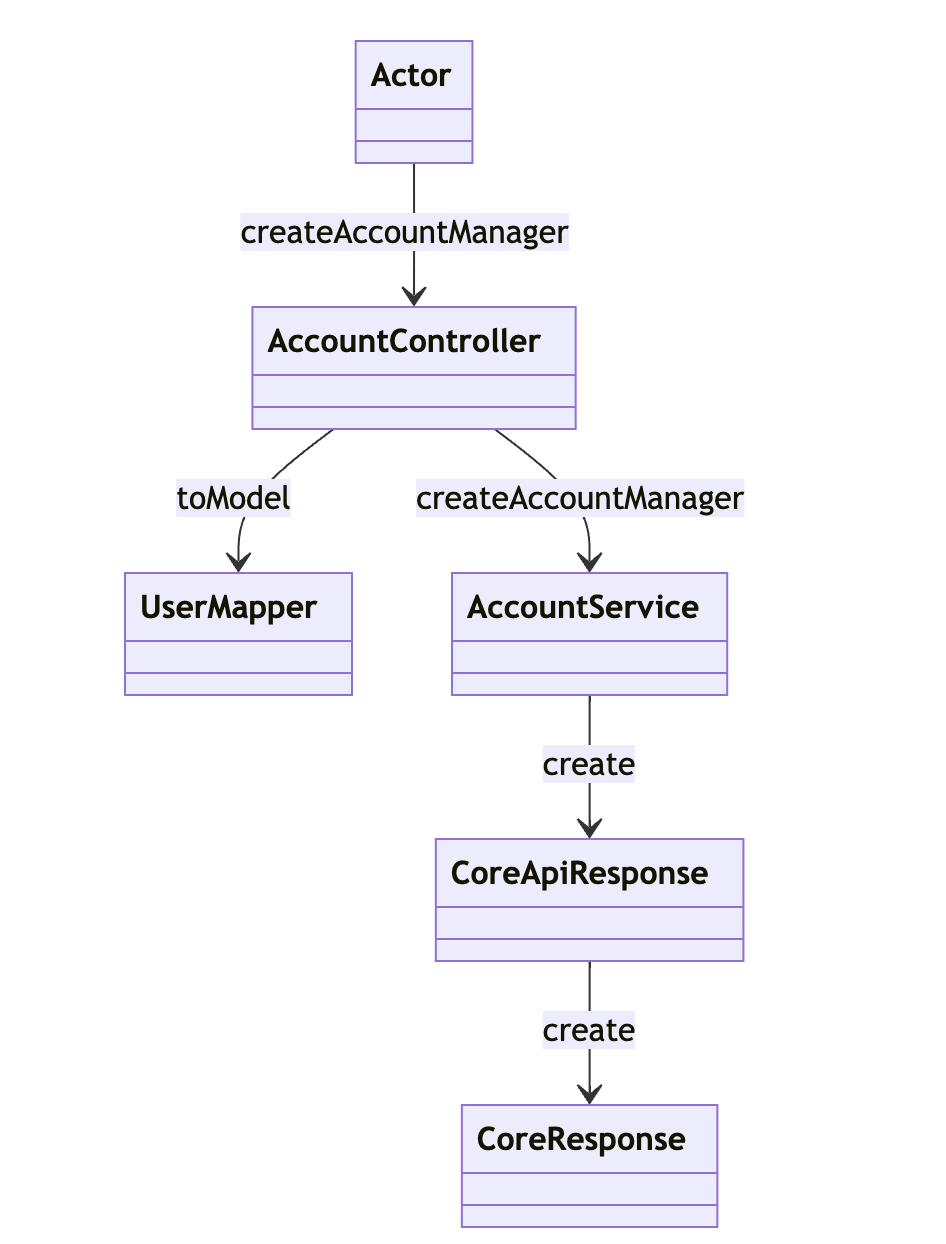 Actor
createAccountManager
AccountController
toModel
createAccountManager
UserMapper
AccountService
create
CoreApiResponse
create
CoreResponse